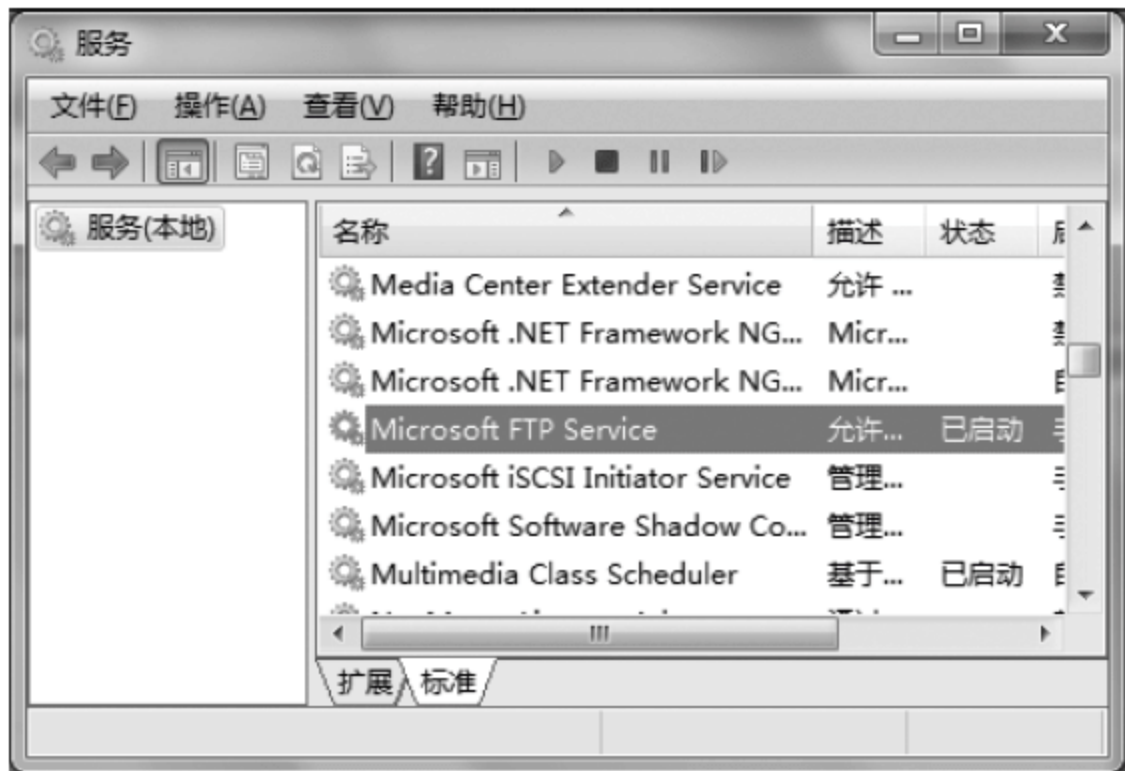 服务
文件(F) 操作(A) 查看(V) 帮助(H)
服务(本地)
名称 描述 状态
Media Center Extender Service 允许 ...
Microsoft .NET Framework NG... Micr...
Microsoft .NET Framework NG... Micr...
Microsoft FTP Service 允许... 已启动
Microsoft iSCSI Initiator Service 管理...
Microsoft Software Shadow Co... 管理...
Multimedia Class Scheduler 基于... 已启动
扩展 标准